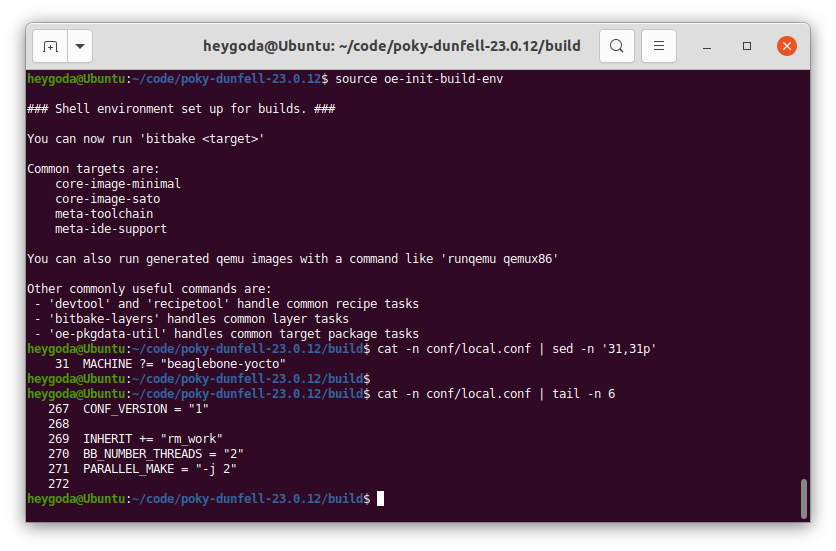 heygoda@Ubuntu: ~/code/poky-dunfell-23.0.12/build
heygoda@Ubuntu:~/code/poky-dunfell-23.0.12$ source oe-init-build-env
### Shell environment set up for builds. ###
You can now run 'bitbake <target>'
Common targets are:
    core-image-minimal
    core-image-sato
    meta-toolchain
    meta-ide-support
You can also run generated qemu images with a command like 'runqemu qemux86'
Other commonly useful commands are:
 - 'devtool' and 'recipetool' handle common recipe tasks
 - 'bitbake-layers' handles common layer tasks
 - 'oe-pkgdata-util' handles common target package tasks
heygoda@Ubuntu:~/code/poky-dunfell-23.0.12/build$ cat -n conf/local.conf | sed -n '31,31p'
    31  MACHINE ?= "beaglebone-yocto"
heygoda@Ubuntu:~/code/poky-dunfell-23.0.12/build$
heygoda@Ubuntu:~/code/poky-dunfell-23.0.12/build$ cat -n conf/local.conf | tail -n 6
   267  CONF_VERSION = "1"
   268
   269  INHERIT += "rm_work"
   270  BB_NUMBER_THREADS = "2"
   271  PARALLEL_MAKE = "-j 2"
   272
heygoda@Ubuntu:~/code/poky-dunfell-23.0.12/build$